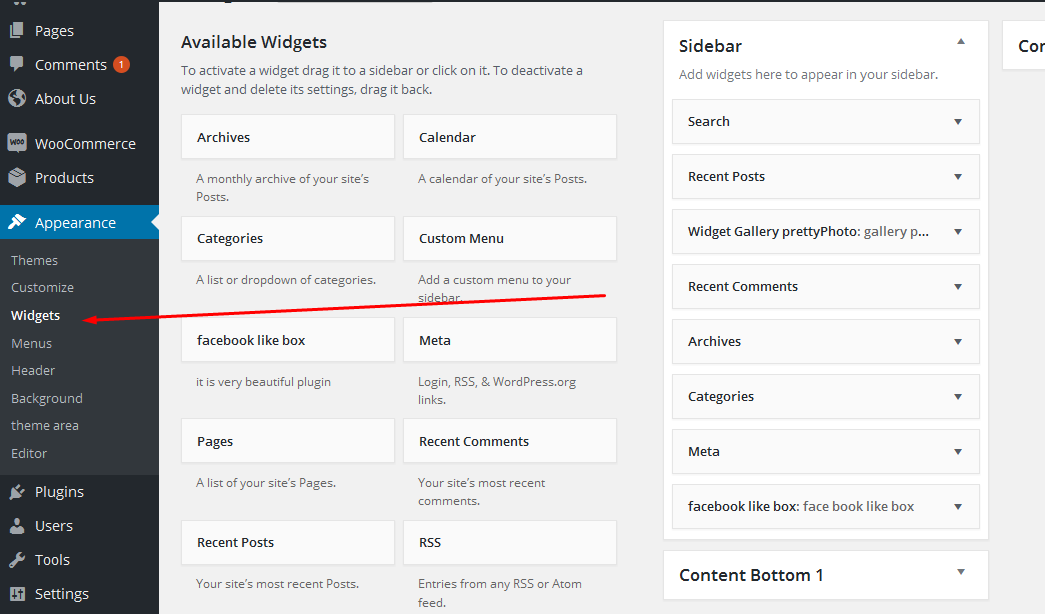 Pages
Comments 1
About Us
WOO WooCommerce
Products
Appearance
Themes
Customize
Widgets
Menus
Header
Background
theme area
Editor
Plugins
Users
Tools
Settings
Available Widgets
To activate a widget drag it to a sidebar or click on it. To deactivate a
widget and delete its settings, drag it back.
Archives
A monthly archive of your site’s
Posts.
Calendar
A calendar of your site’s Posts.
Categories
A list or dropdown of categories.
Custom Menu
Add a custom menu to your
sidebar.
facebook like box
it is very beautiful plugin
Meta
Login, RSS, & WordPress.org
links.
Pages
A list of your site’s Pages.
Recent Comments
Your site’s most recent
comments.
Recent Posts
Your site’s most recent Posts.
RSS
Entries from any RSS or Atom
feed.
Sidebar
Add widgets here to appear in your sidebar.
Search
Recent Posts
Widget Gallery prettyPhoto: gallery p...
Recent Comments
Archives
Categories
Meta
facebook like box: face book like box
Content Bottom 1